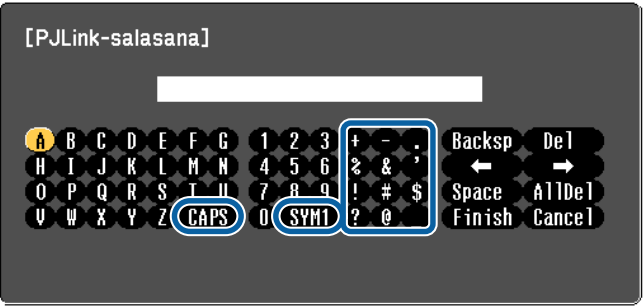 [PJLink-salasana]
A B C D E F G 1 2 3 + - . Backsp Del
H I J K L M N 4 5 6 % & ' ← →
O P Q R S T U 7 8 9 ! # $ Space AllDel
V W X Y Z CAPS 0 SYM1 ? @ _ Finish Cancel